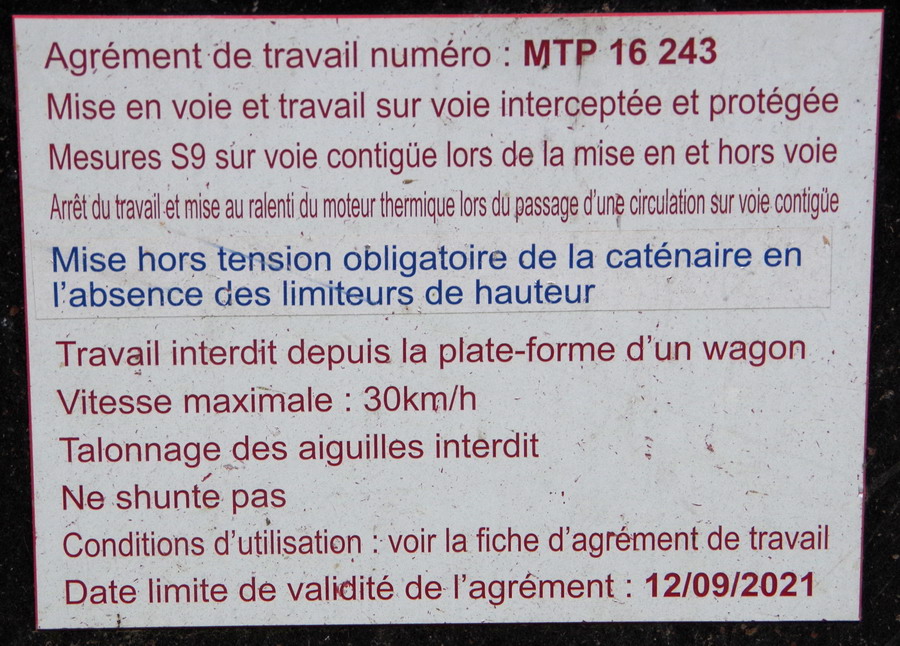 Agrément de travail numéro : MTP 16 243
Mise en voie et travail sur voie interceptée et protégée
Mesures S9 sur voie contigüe lors de la mise en et hors voie
Arrêt du travail et mise au ralenti du moteur thermique lors du passage d'une circulation sur voie contigüe
Mise hors tension obligatoire de la caténaire en
l'absence des limiteurs de hauteur
Travail interdit depuis la plate-forme d'un wagon
Vitesse maximale : 30km/h
Talonnage des aiguilles interdit
Ne shunte pas
Conditions d'utilisation : voir la fiche d'agrément de travail
Date limite de validité de l'agrément : 12/09/2021